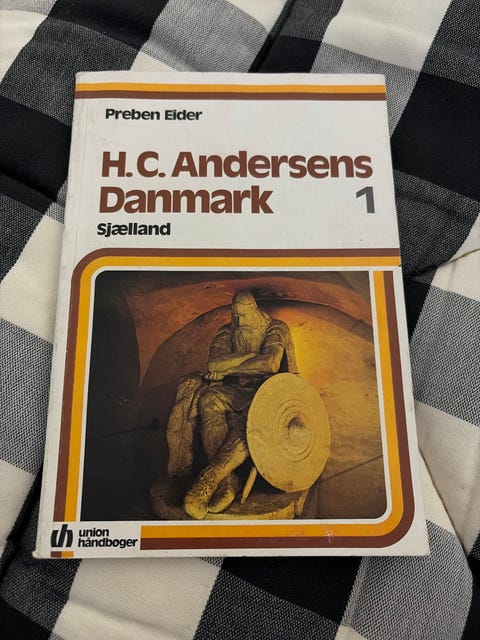 Preben Eider
H.C. Andersens
Danmark 1
Sjælland
uh union
håndbøger